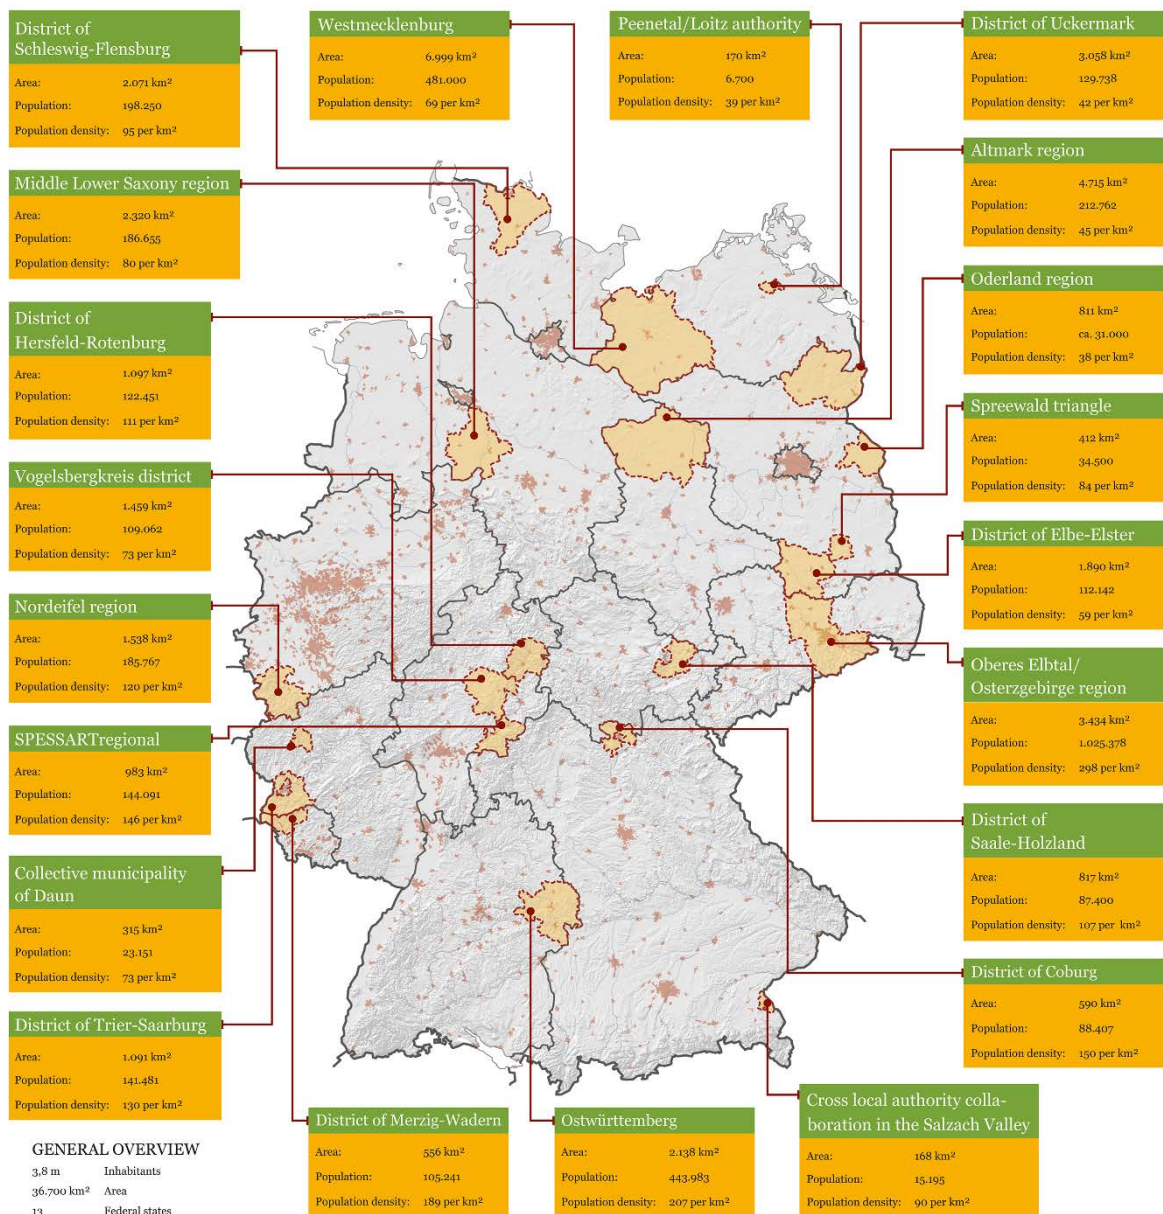 District of
Schleswig-Flensburg
Area: 2.071 km²
Population: 198.250
Population density: 95 per km²
Westmecklenburg
Area: 6.999 km²
Population: 481.000
Population density: 69 per km²
Peenetal/Loitz authority
Area: 170 km²
Population: 6.700
Population density: 39 per km²
District of Uckermark
Area: 3.058 km²
Population: 129.738
Population density: 42 per km²
Middle Lower Saxony region
Area: 2.320 km²
Population: 186.655
Population density: 80 per km²
Altmark region
Area: 4.715 km²
Population: 212.762
Population density: 45 per km²
District of
Hersfeld-Rotenburg
Area: 1.097 km²
Population: 122.451
Population density: 111 per km²
Oderland region
Area: 811 km²
Population: ca. 31.000
Population density: 38 per km²
Spreewald triangle
Area: 412 km²
Population: 34.500
Population density: 84 per km²
Vogelsbergkreis district
Area: 1.459 km²
Population: 109.062
Population density: 73 per km²
District of Elbe-Elster
Area: 1.890 km²
Population: 112.142
Population density: 59 per km²
Nordeifel region
Area: 1.538 km²
Population: 185.767
Population density: 120 per km²
Oberes Elbtal/
Osterzgebirge region
Area: 3.434 km²
Population: 1.025.378
Population density: 298 per km²
SPESSARTregional
Area: 983 km²
Population: 144.091
Population density: 146 per km²
District of
Saale-Holzland
Area: 817 km²
Population: 87.400
Population density: 107 per km²
Collective municipality
of Daun
Area: 315 km²
Population: 23.151
Population density: 73 per km²
District of Coburg
Area: 590 km²
Population: 88.407
Population density: 150 per km²
District of Trier-Saarburg
Area: 1.091 km²
Population: 141.481
Population density: 130 per km²
District of Merzig-Wadern
Area: 556 km²
Population: 105.241
Population density: 189 per km²
Ostwürttemberg
Area: 2.138 km²
Population: 443.983
Population density: 207 per km²
Cross local authority colla-
boration in the Salzach Valley
Area: 168 km²
Population: 15.195
Population density: 90 per km²
GENERAL OVERVIEW
3,8 m Inhabitants
36.700 km² Area
13 Federal states